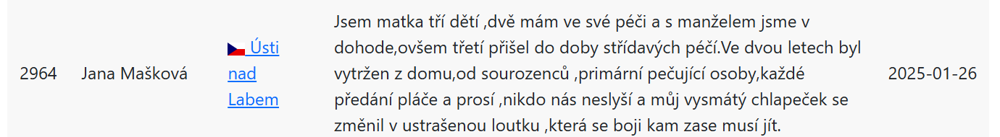 Jsem matka tří dětí ,dvě mám ve své péči a s manželem jsme v
dohode,ovšem třetí přišel do doby střídavých péčí.Ve dvou letech byl
vytržen z domu,od sourozenců ,primární pečující osoby,každé
předání pláče a prosí ,nikdo nás neslyší a můj vysmátý chlapeček se
změnil v ustrašenou loutku ,která se boji kam zase musí jít.
2964 Jana Mašková Ústi
nad
Labem 2025-01-26